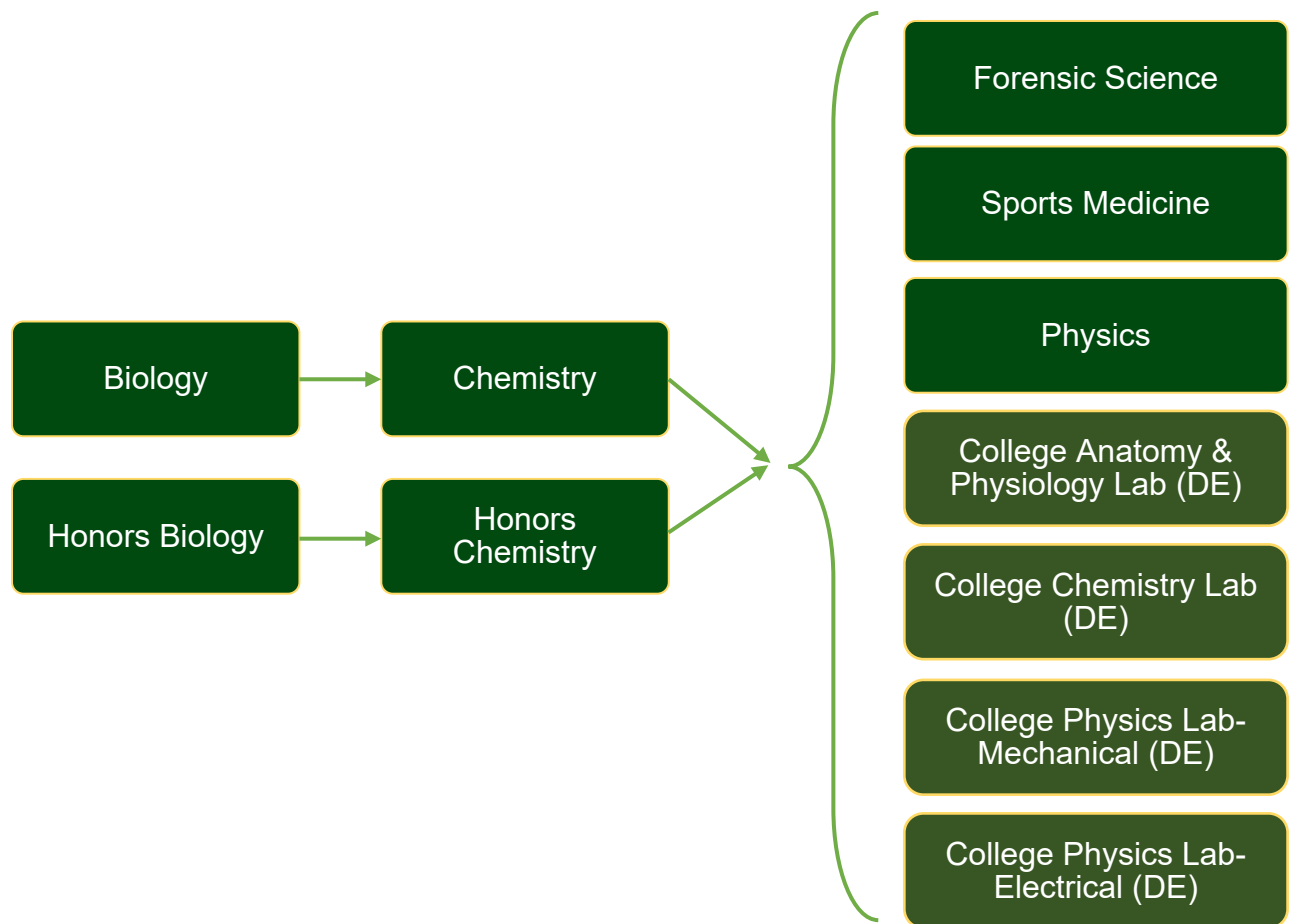 Forensic Science
Sports Medicine
Physics
Biology
Chemistry
Honors Biology
Honors
Chemistry
College Anatomy &
Physiology Lab (DE)
College Chemistry Lab
(DE)
College Physics Lab-
Mechanical (DE)
College Physics Lab-
Electrical (DE)